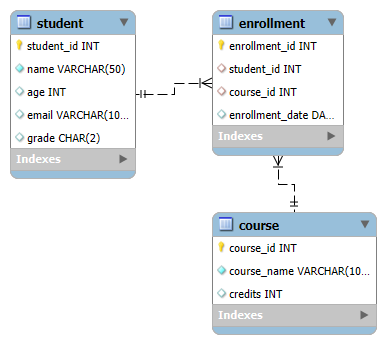 student
student_id INT
name VARCHAR(50)
age INT
email VARCHAR(10...
grade CHAR(2)
Indexes
enrollment
enrollment_id INT
student_id INT
course_id INT
enrollment_date DA...
Indexes
course
course_id INT
course_name VARCHAR(10...
credits INT
Indexes